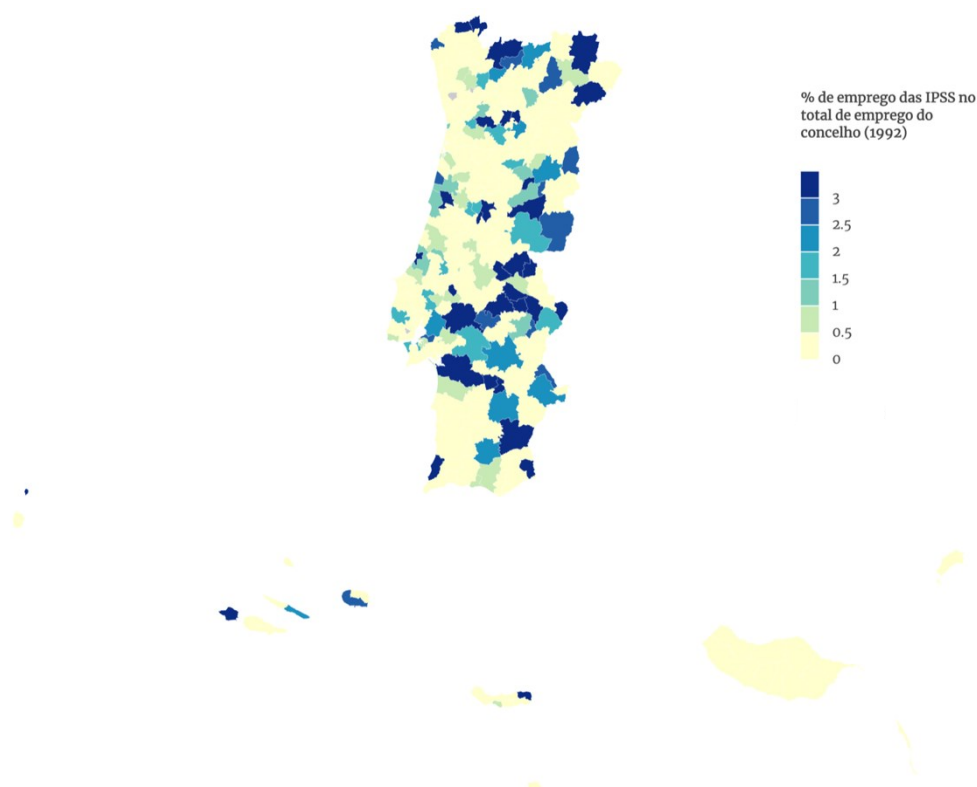 % de emprego das IPSS no
total de emprego do
concelho (1992)
3
2.5
2
1.5
1
0.5
0